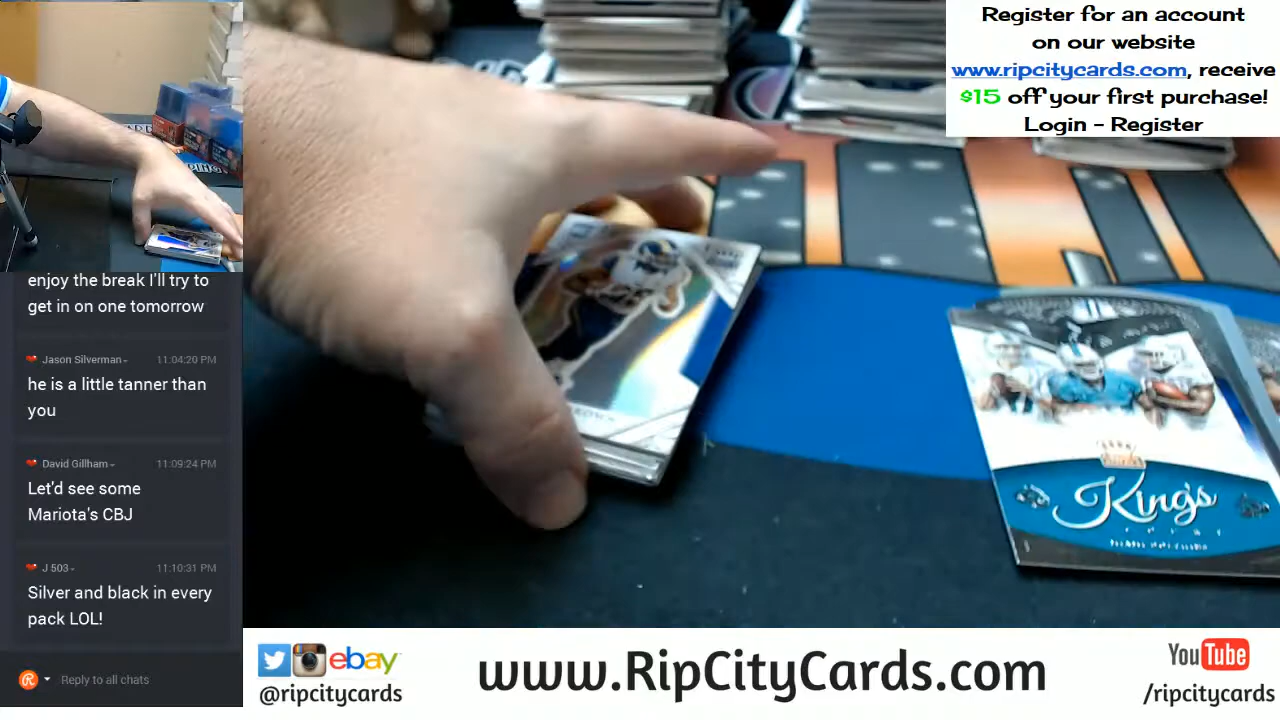 Register for an account
on our website
www.ripcitycards.com, receive
$15 off your first purchase!
Login - Register
enjoy the break I'll try to
get in on one tomorrow
Jason Silverman
11:04:20 PM
he is a little tanner than
you
David Gillham
11:09:24 PM
Let'd see some
Mariota's CBJ
J 503
11:10:31 PM
Silver and black in every
pack LOL!
Reply to all chats
Kings
ebay
@ripcitycards
www.RipCityCards.com
YouTube
/ripcitycards